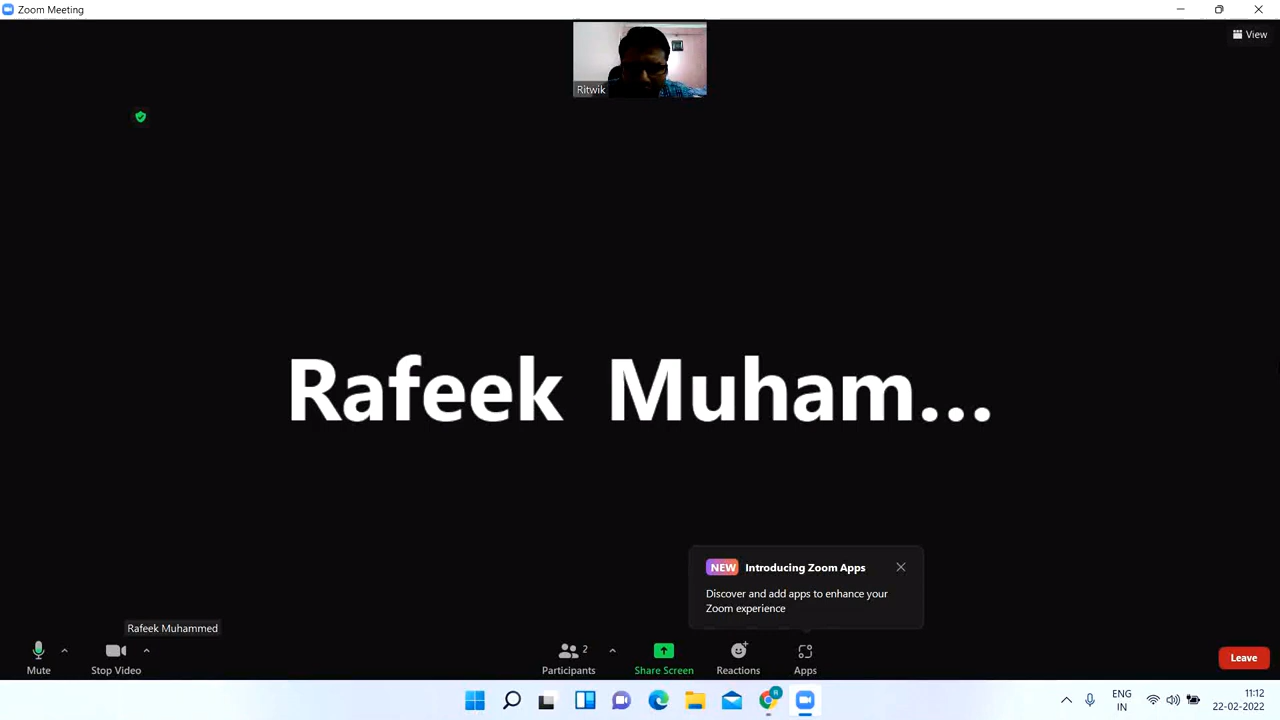 Zoom Meeting
View
Ritwik
Rafeek Muham...
NEW Introducing Zoom Apps
Discover and add apps to enhance your
Zoom experience
Rafeek Muhammed
Mute
Stop Video
2
Participants
Share Screen
Reactions
Apps
Leave
R
ENG
IN
11:12
22-02-2022